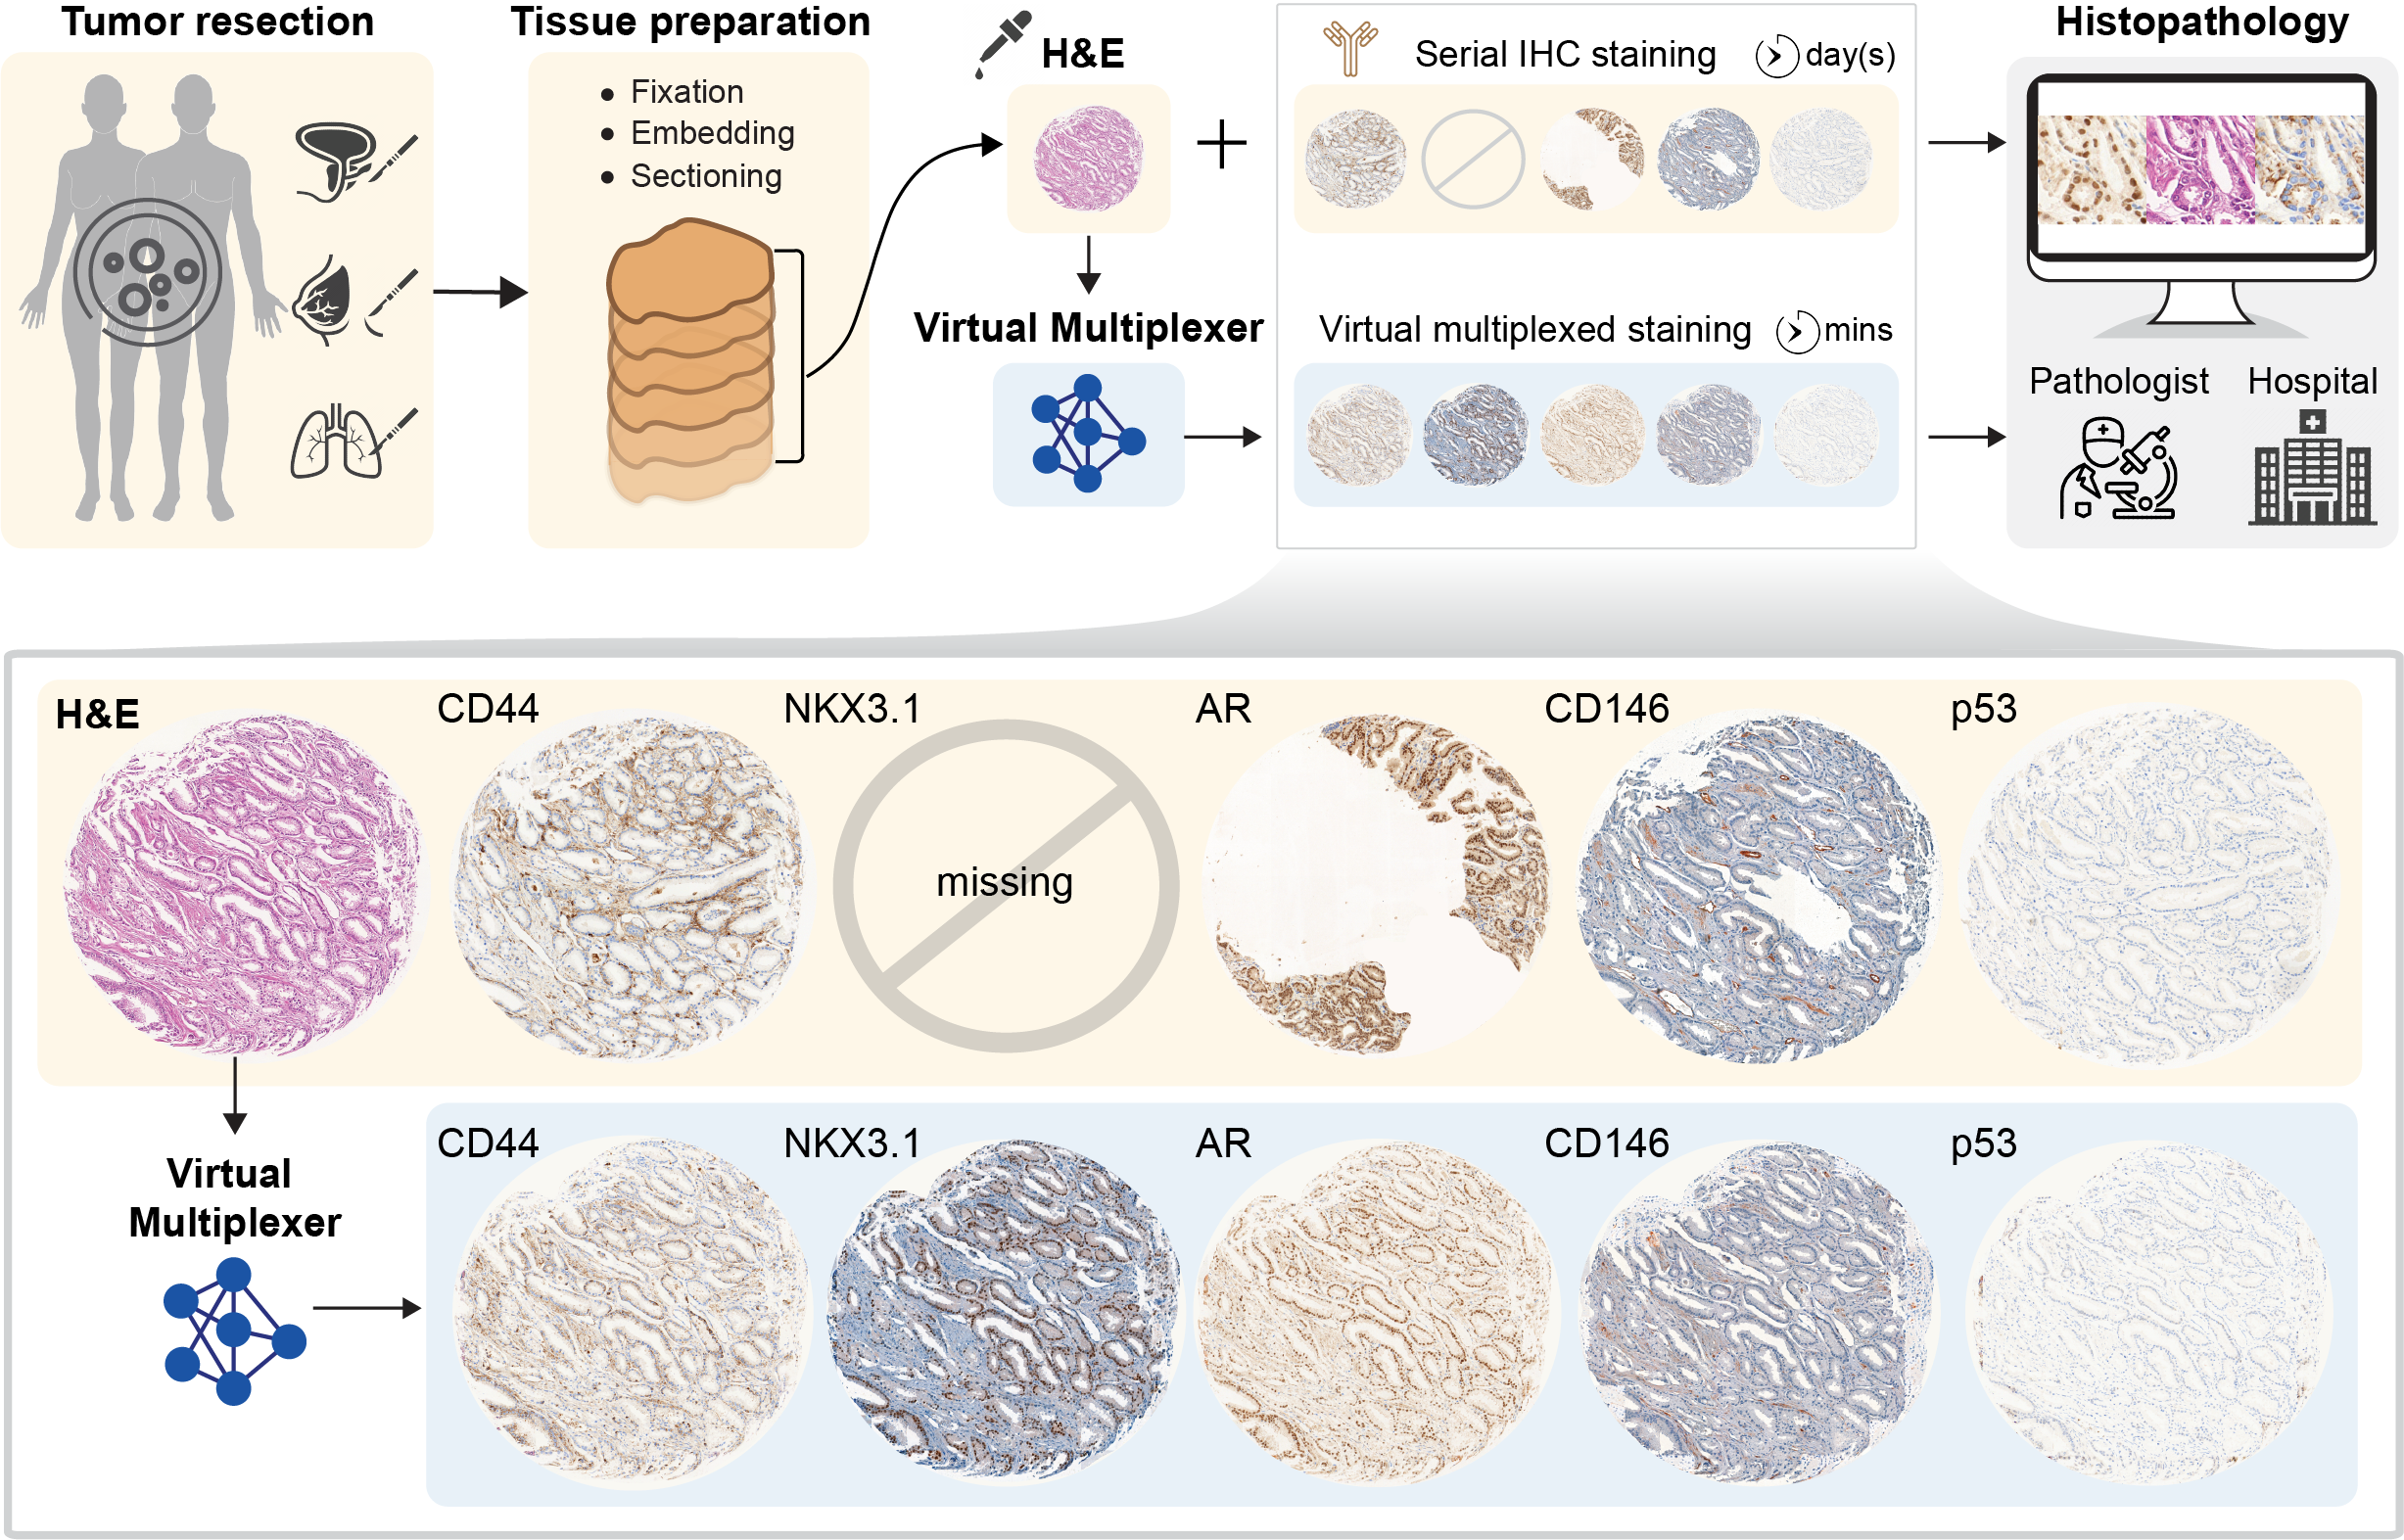 Tumor resection
Tissue preparation
• Fixation
• Embedding
• Sectioning
H&E
Serial IHC staining
day(s)
Histopathology
Virtual Multiplexer
Virtual multiplexed staining
mins
Pathologist
Hospital
H&E
CD44
NKX3.1
AR
CD146
p53
missing
Virtual
Multiplexer
CD44
NKX3.1
AR
CD146
p53